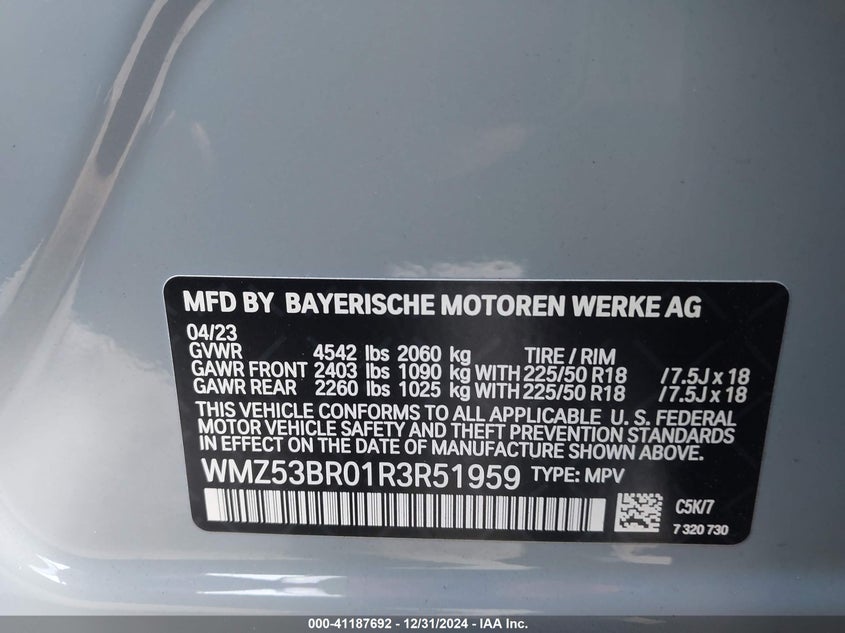 MFD BY BAYERISCHE MOTOREN WERKE AG
04/23
GVWR 4542 lbs 2060 kg TIRE / RIM
GAWR FRONT 2403 lbs 1090 kg WITH 225/50 R18 /7.5J x 18
GAWR REAR 2260 lbs 1025 kg WITH 225/50 R18 /7.5J x 18
THIS VEHICLE CONFORMS TO ALL APPLICABLE U. S. FEDERAL
MOTOR VEHICLE SAFETY AND THEFT PREVENTION STANDARDS
IN EFFECT ON THE DATE OF MANUFACTURE SHOWN ABOVE.
WMZ53BR01R3R51959 TYPE: MPV
C5K/7
7 320 730
000-41187692 - 12/31/2024 - IAA Inc.